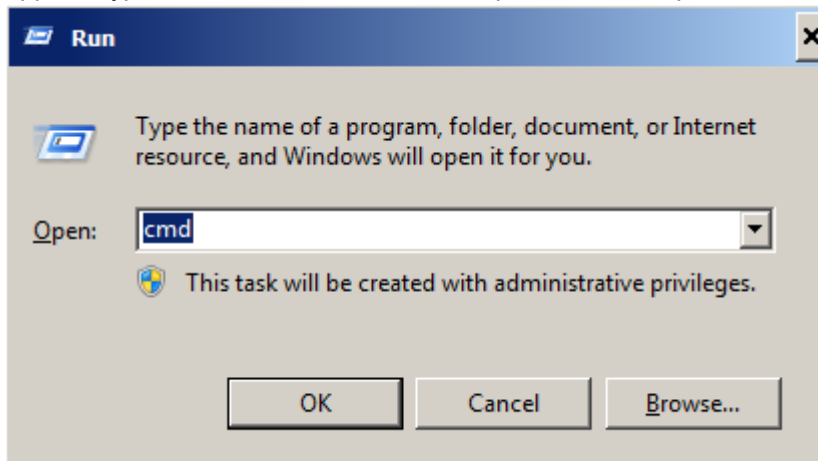 Run
Type the name of a program, folder, document, or Internet
resource, and Windows will open it for you.
Open: cmd
This task will be created with administrative privileges.
OK Cancel Browse...